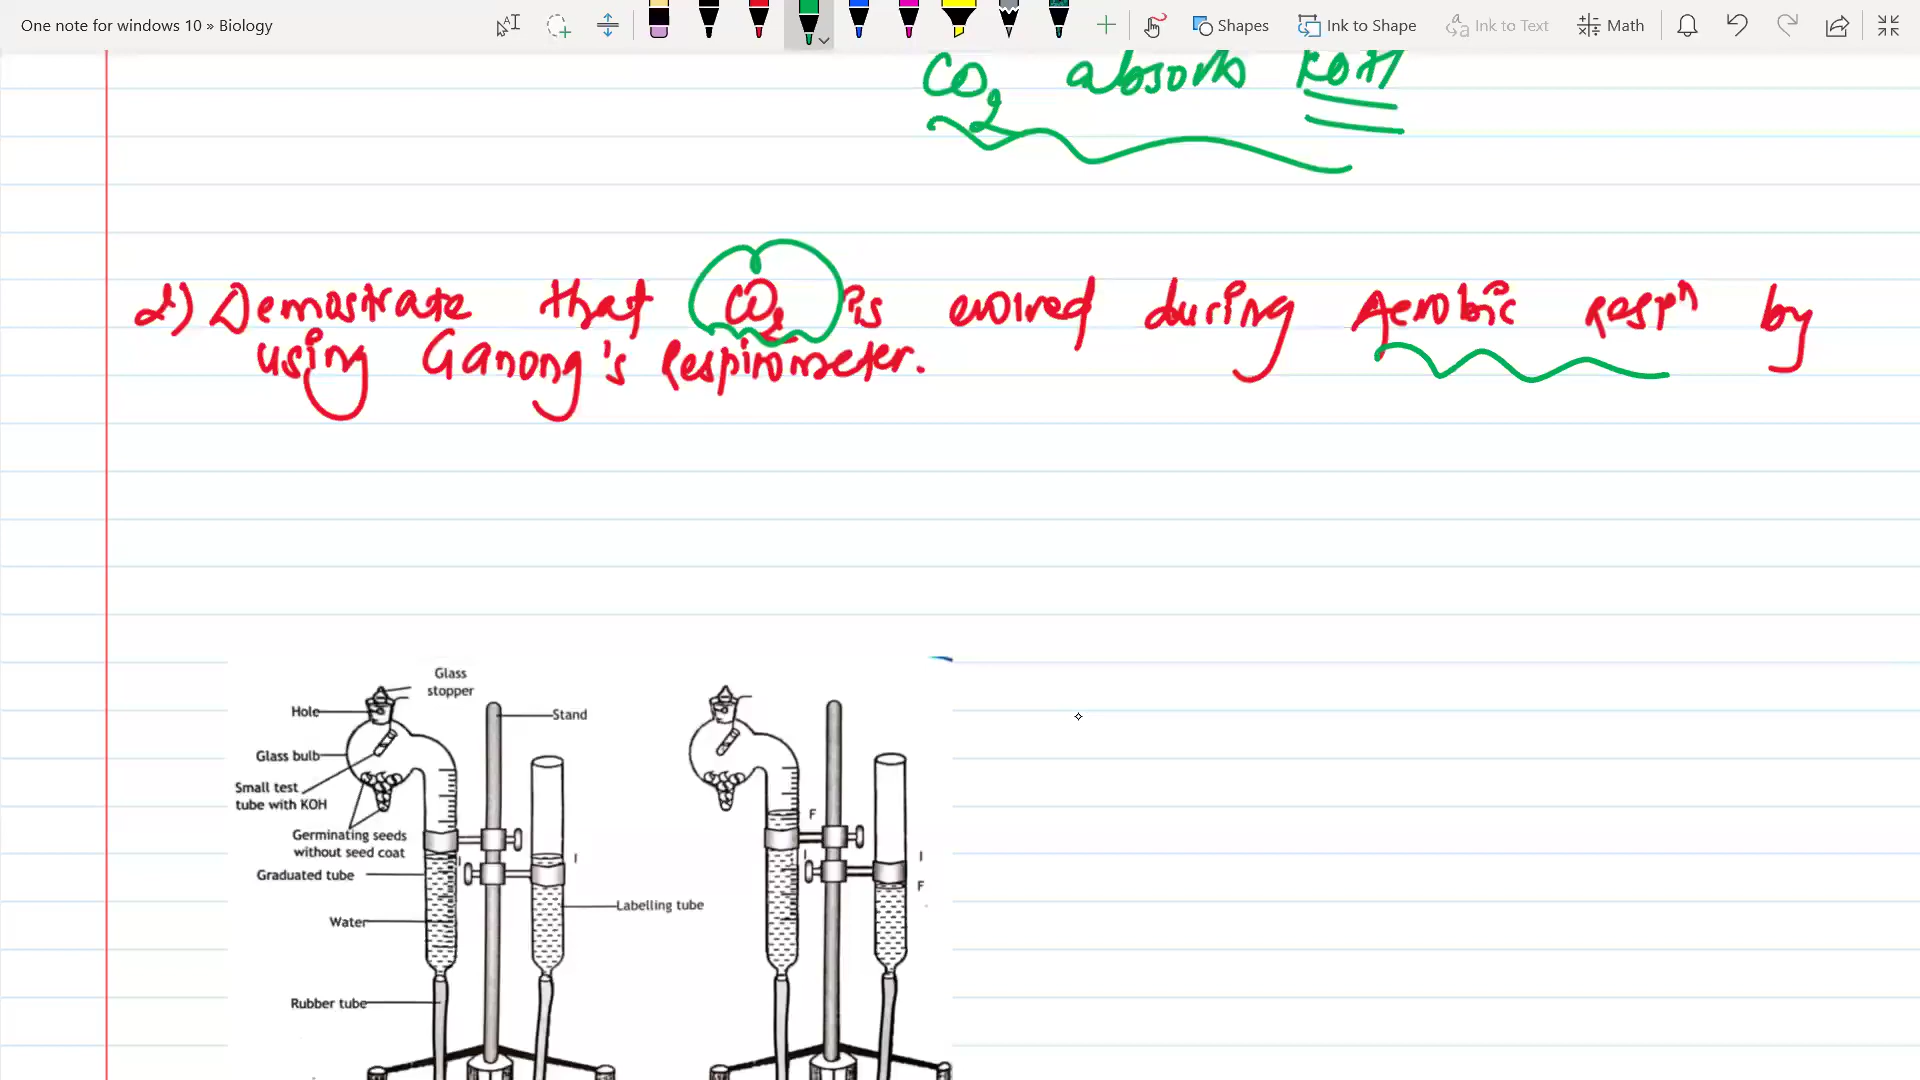 One note for windows 10 » Biology
Shapes
Ink to Shape
Ink to Text
Math
CO2 absorb KOH
2) Demostrate that CO2 is evolved during Aerobic Respn by
using Ganong's Respirometer.
Glass
stopper
Hole
Stand
Glass bulb
Small test
tube with KOH
Germinating seeds
without seed coat
Graduated tube
Labelling tube
Water
Rubber tube
I
I
F
I
I
F